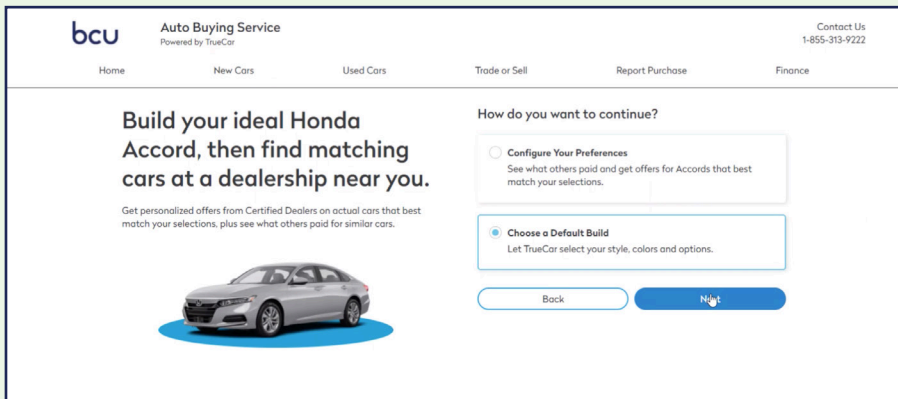 bcu
Auto Buying Service
Powered by TrueCar
Contact Us
1-855-313-9222
Home
New Cars
Used Cars
Trade or Sell
Report Purchase
Finance
Build your ideal Honda
Accord, then find matching
cars at a dealership near you.
Get personalized offers from Certified Dealers on actual cars that best
match your selections, plus see what others paid for similar cars.
How do you want to continue?
Configure Your Preferences
See what others paid and get offers for Accords that best
match your selections.
Choose a Default Build
Let TrueCar select your style, colors and options.
Back
Next